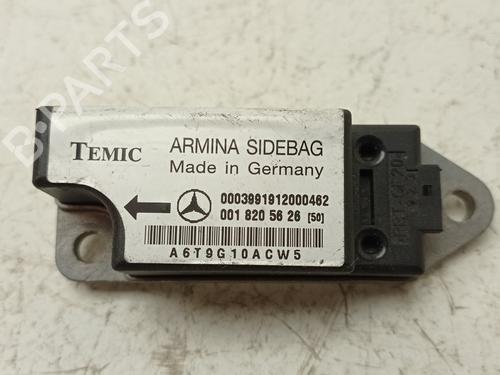 B-PARTS
TEMIC
ARMINA SIDEBAG
Made in Germany
0003991912000462
001 820 56 26 [50]
A6T9G10ACW5